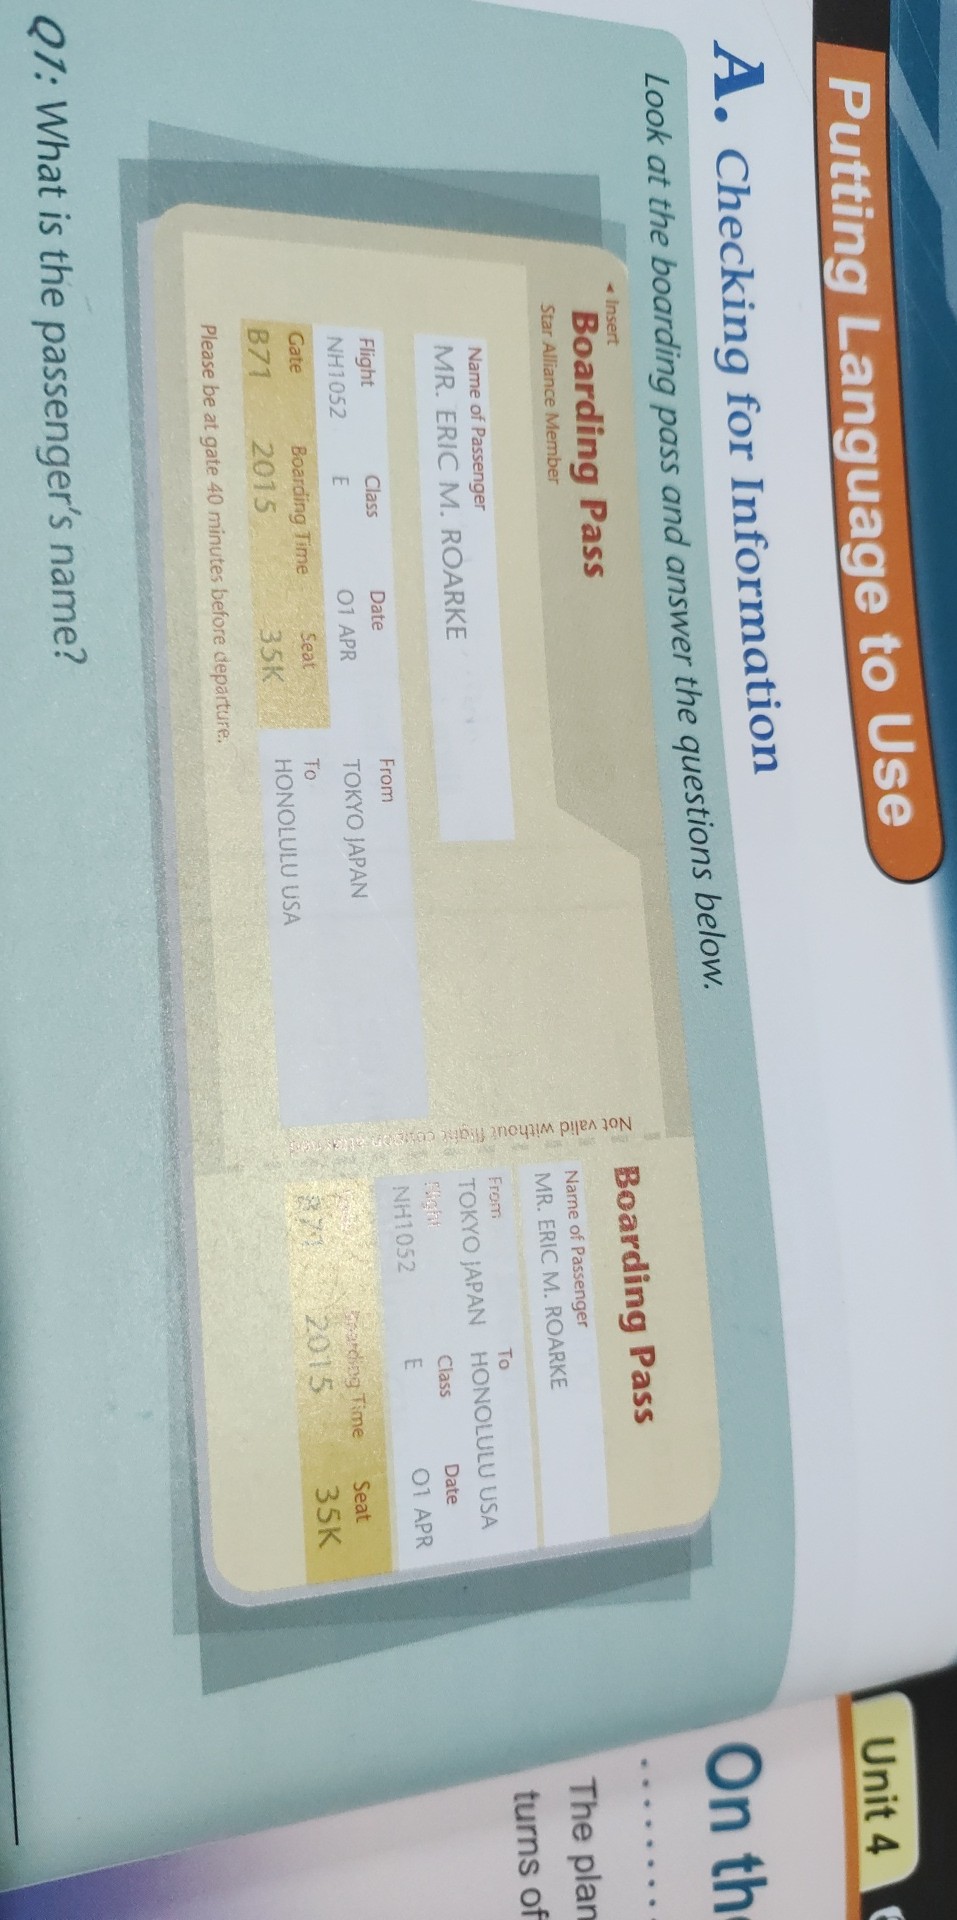 Putting Language to Use
A. Checking for Information
Look at the boarding pass and answer the questions below.
◂ Insert
Boarding Pass
Star Alliance Member
Name of Passenger
MR. ERIC M. ROARKE
Flight Class Date From
NH1052 E 01 APR TOKYO JAPAN
Gate Boarding Time Seat To
B71 2015 35K HONOLULU USA
Please be at gate 40 minutes before departure.
Not valid without flight coupon attached
Boarding Pass
Name of Passenger
MR. ERIC M. ROARKE
From To
TOKYO JAPAN HONOLULU USA
Flight Class Date
NH1052 E 01 APR
Boarding Time Seat
B71 2015 35K
Q1: What is the passenger's name?
Unit 4
On
The
turns of